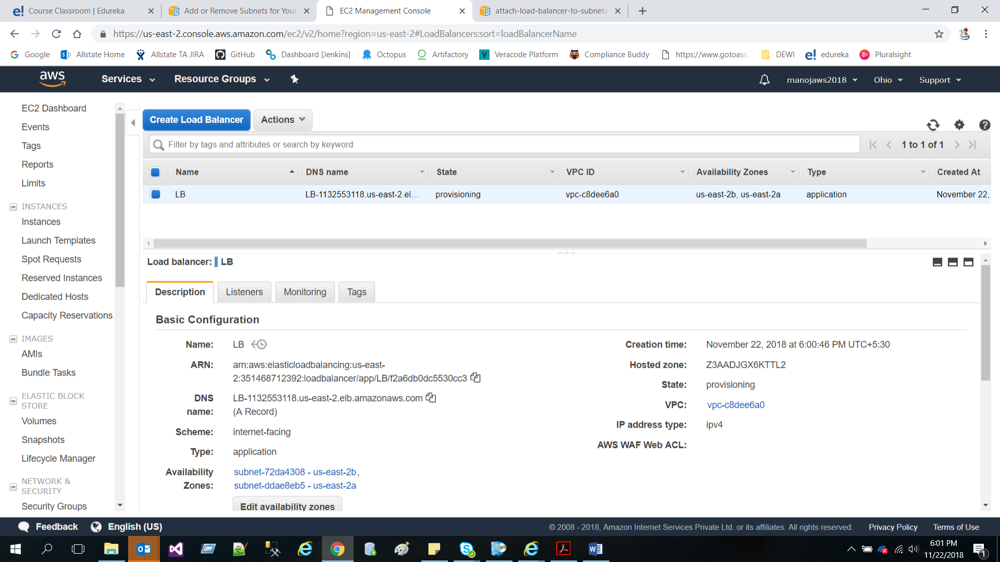 Course Classroom | Edureka
Add or Remove Subnets for Your
EC2 Management Console
attach-load-balancer-to-subnets
https://us-east-2.console.aws.amazon.com/ec2/v2/home?region=us-east-2#LoadBalancers:sort=loadBalancerName
Google
Allstate Home
Allstate TA JIRA
GitHub
Dashboard [Jenkins]
Octopus
Artifactory
Veracode Platform
Compliance Buddy
https://www.gotoassi
DEWI
edureka
Pluralsight
aws
Services
Resource Groups
manojaws2018
Ohio
Support
EC2 Dashboard
Events
Tags
Reports
Limits
INSTANCES
Instances
Launch Templates
Spot Requests
Reserved Instances
Dedicated Hosts
Capacity Reservations
IMAGES
AMIs
Bundle Tasks
ELASTIC BLOCK
STORE
Volumes
Snapshots
Lifecycle Manager
NETWORK &
SECURITY
Security Groups
Create Load Balancer
Actions
Filter by tags and attributes or search by keyword
1 to 1 of 1
Name DNS name State VPC ID Availability Zones Type Created At
LB LB-1132553118.us-east-2.el... provisioning vpc-c8dee6a0 us-east-2b, us-east-2a application November 22,
Load balancer: LB
Description
Listeners
Monitoring
Tags
Basic Configuration
Name: LB
ARN: arn:aws:elasticloadbalancing:us-east-
2:351468712392:loadbalancer/app/LB/f2a6db0dc5530cc3
DNS LB-1132553118.us-east-2.elb.amazonaws.com
name: (A Record)
Scheme: internet-facing
Type: application
Availability subnet-72da4308 - us-east-2b,
Zones: subnet-ddae8eb5 - us-east-2a
Edit availability zones
Creation time: November 22, 2018 at 6:00:46 PM UTC+5:30
Hosted zone: Z3AADJGX6KTTL2
State: provisioning
VPC: vpc-c8dee6a0
IP address type: ipv4
AWS WAF Web ACL:
Feedback
English (US)
© 2008 - 2018, Amazon Internet Services Private Ltd. or its affiliates. All rights reserved.
Privacy Policy
Terms of Use
6:01 PM
11/22/2018
1